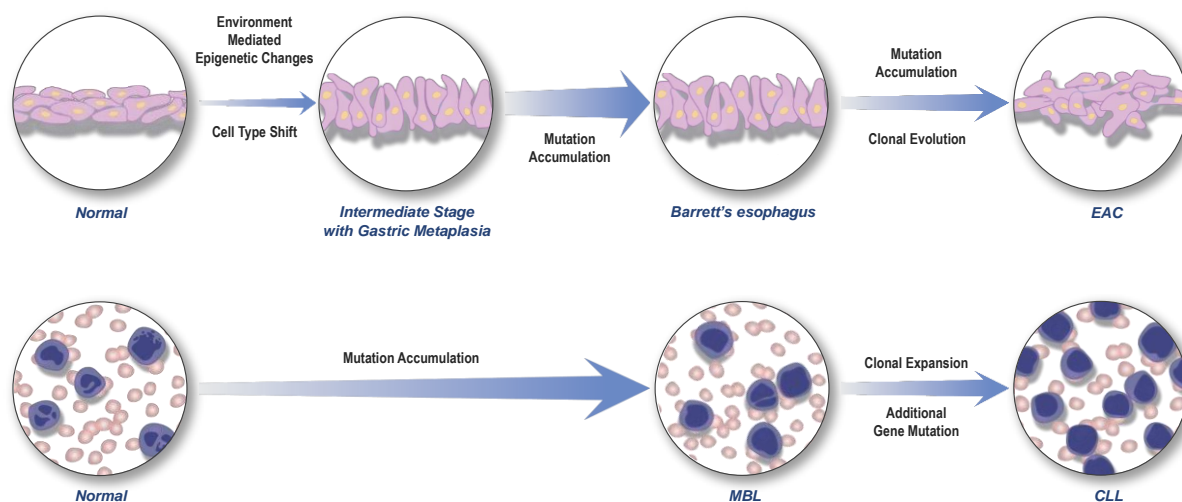 Environment
Mediated
Epigenetic Changes
Cell Type Shift
Mutation
Accumulation
Mutation
Accumulation
Clonal Evolution
Normal
Intermediate Stage
with Gastric Metaplasia
Barrett's esophagus
EAC
Mutation Accumulation
Clonal Expansion
Additional
Gene Mutation
Normal
MBL
CLL